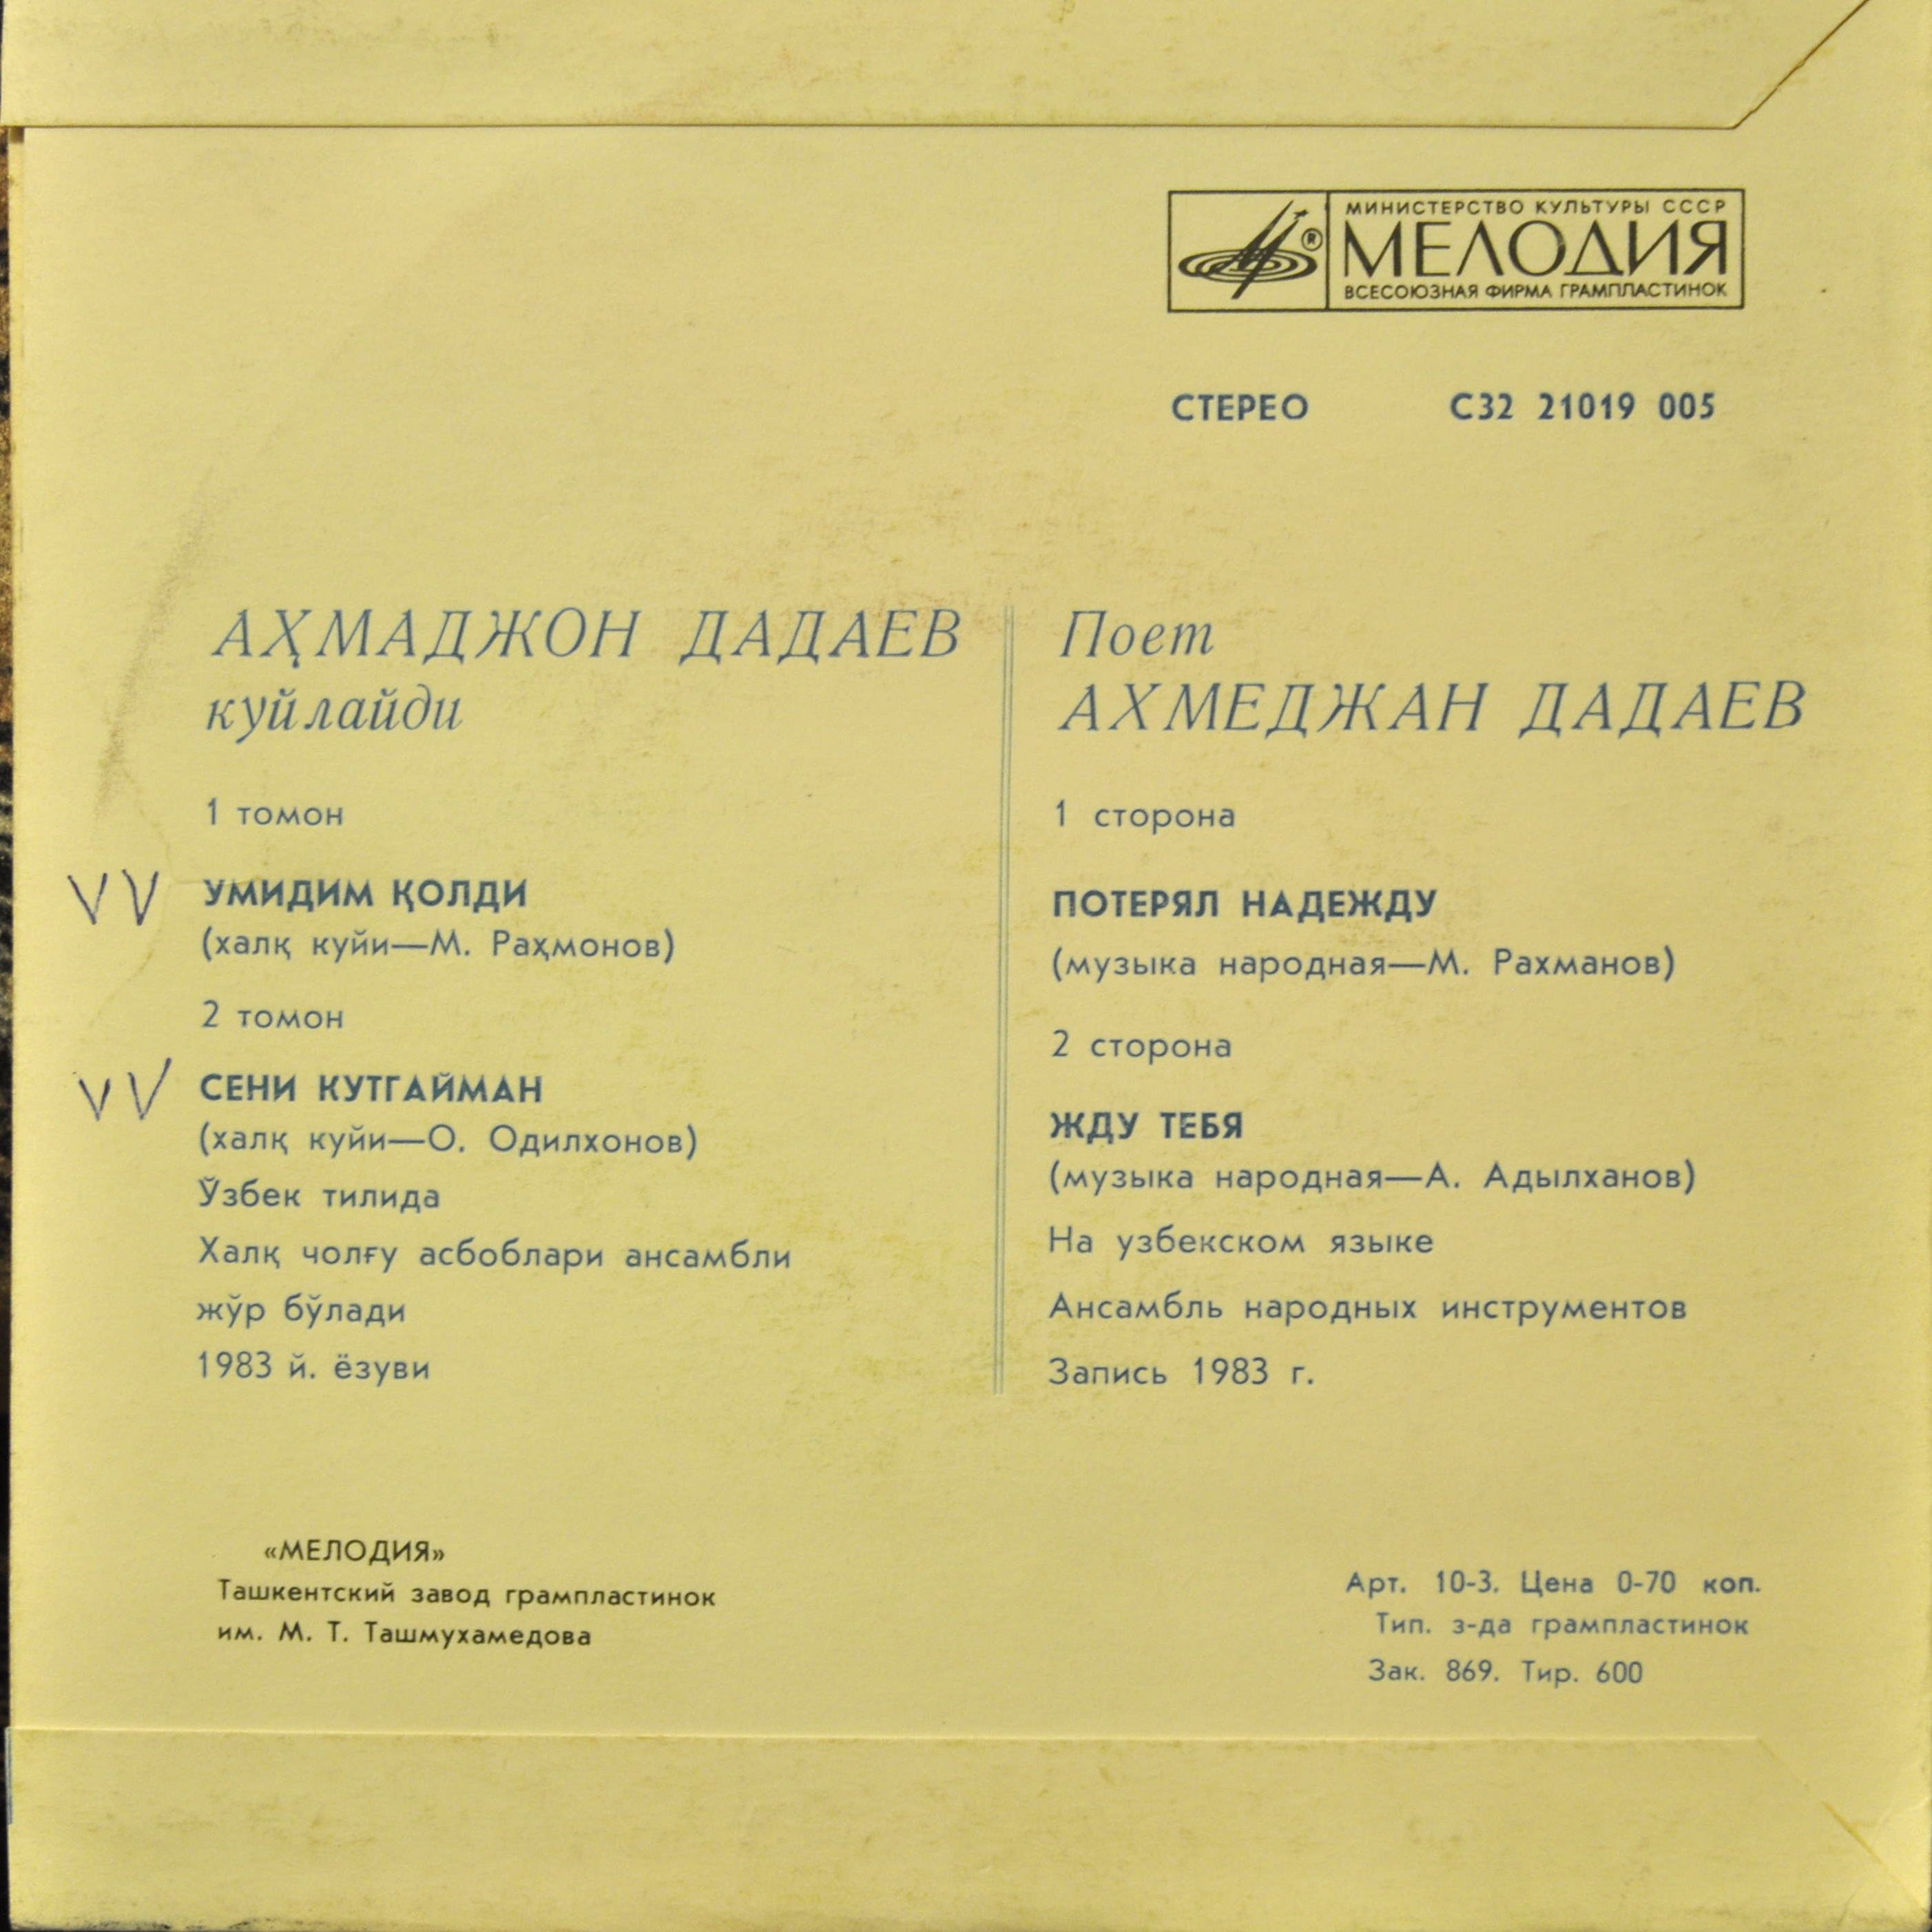 МИНИСТЕРСТВО КУЛЬТУРЫ СССР
МЕЛОДИЯ
ВСЕСОЮЗНАЯ ФИРМА ГРАМПЛАСТИНОК
®
СТЕРЕО С32 21019 005
АҲМАДЖОН ДАДАЕВ
куйлайди
1 томон
VV УМИДИМ ҚОЛДИ
(халқ куйи—М. Раҳмонов)
2 томон
VV СЕНИ КУТГАЙМАН
(халқ куйи—О. Одилхонов)
Ўзбек тилида
Халқ чолғу асбоблари ансамбли
жўр бўлади
1983 й. ёзуви
Поет
АХМЕДЖАН ДАДАЕВ
1 сторона
ПОТЕРЯЛ НАДЕЖДУ
(музыка народная—М. Рахманов)
2 сторона
ЖДУ ТЕБЯ
(музыка народная—А. Адылханов)
На узбекском языке
Ансамбль народных инструментов
Запись 1983 г.
«МЕЛОДИЯ»
Ташкентский завод грампластинок
им. М. Т. Ташмухамедова
Арт. 10-3. Цена 0-70 коп.
Тип. з-да грампластинок
Зак. 869. Тир. 600